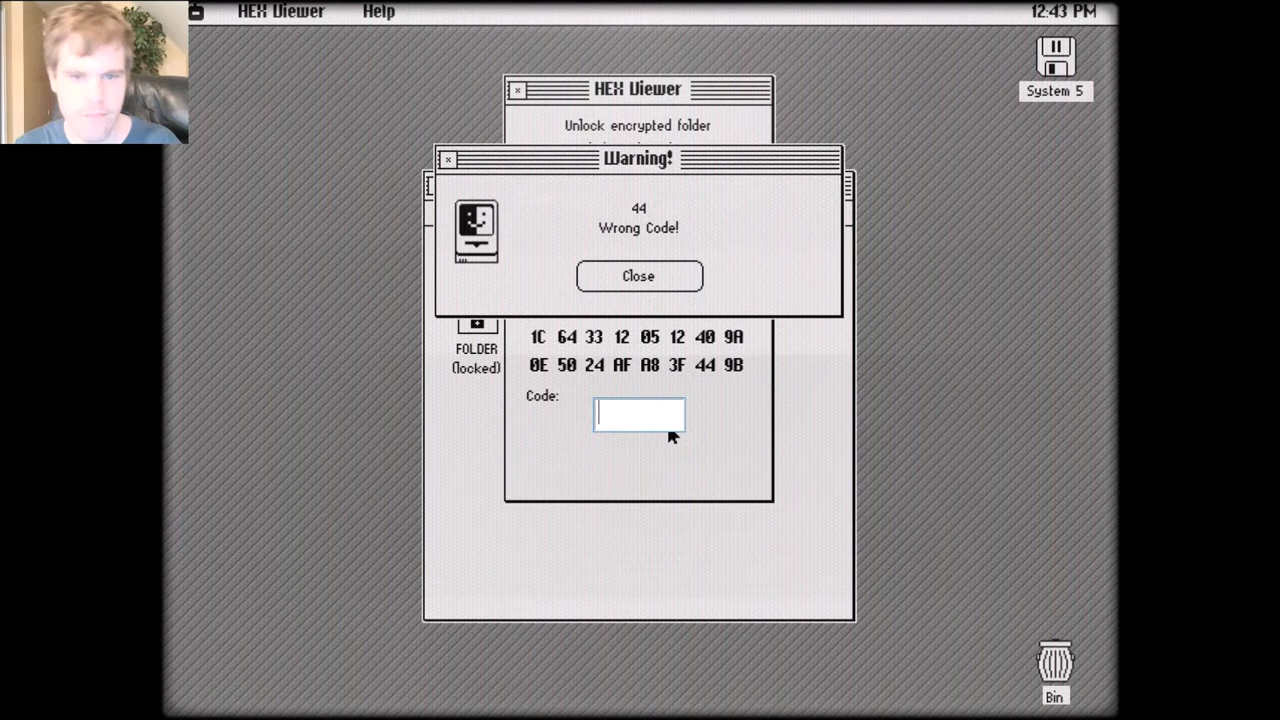 HEX Viewer Help 12:43 PM
System 5
HEX Viewer
Unlock encrypted folder
Warning!
44
Wrong Code!
Close
1C 64 33 12 05 12 40 9A
0E 50 24 AF A8 3F 44 9B
FOLDER
(locked)
Code:
Bin